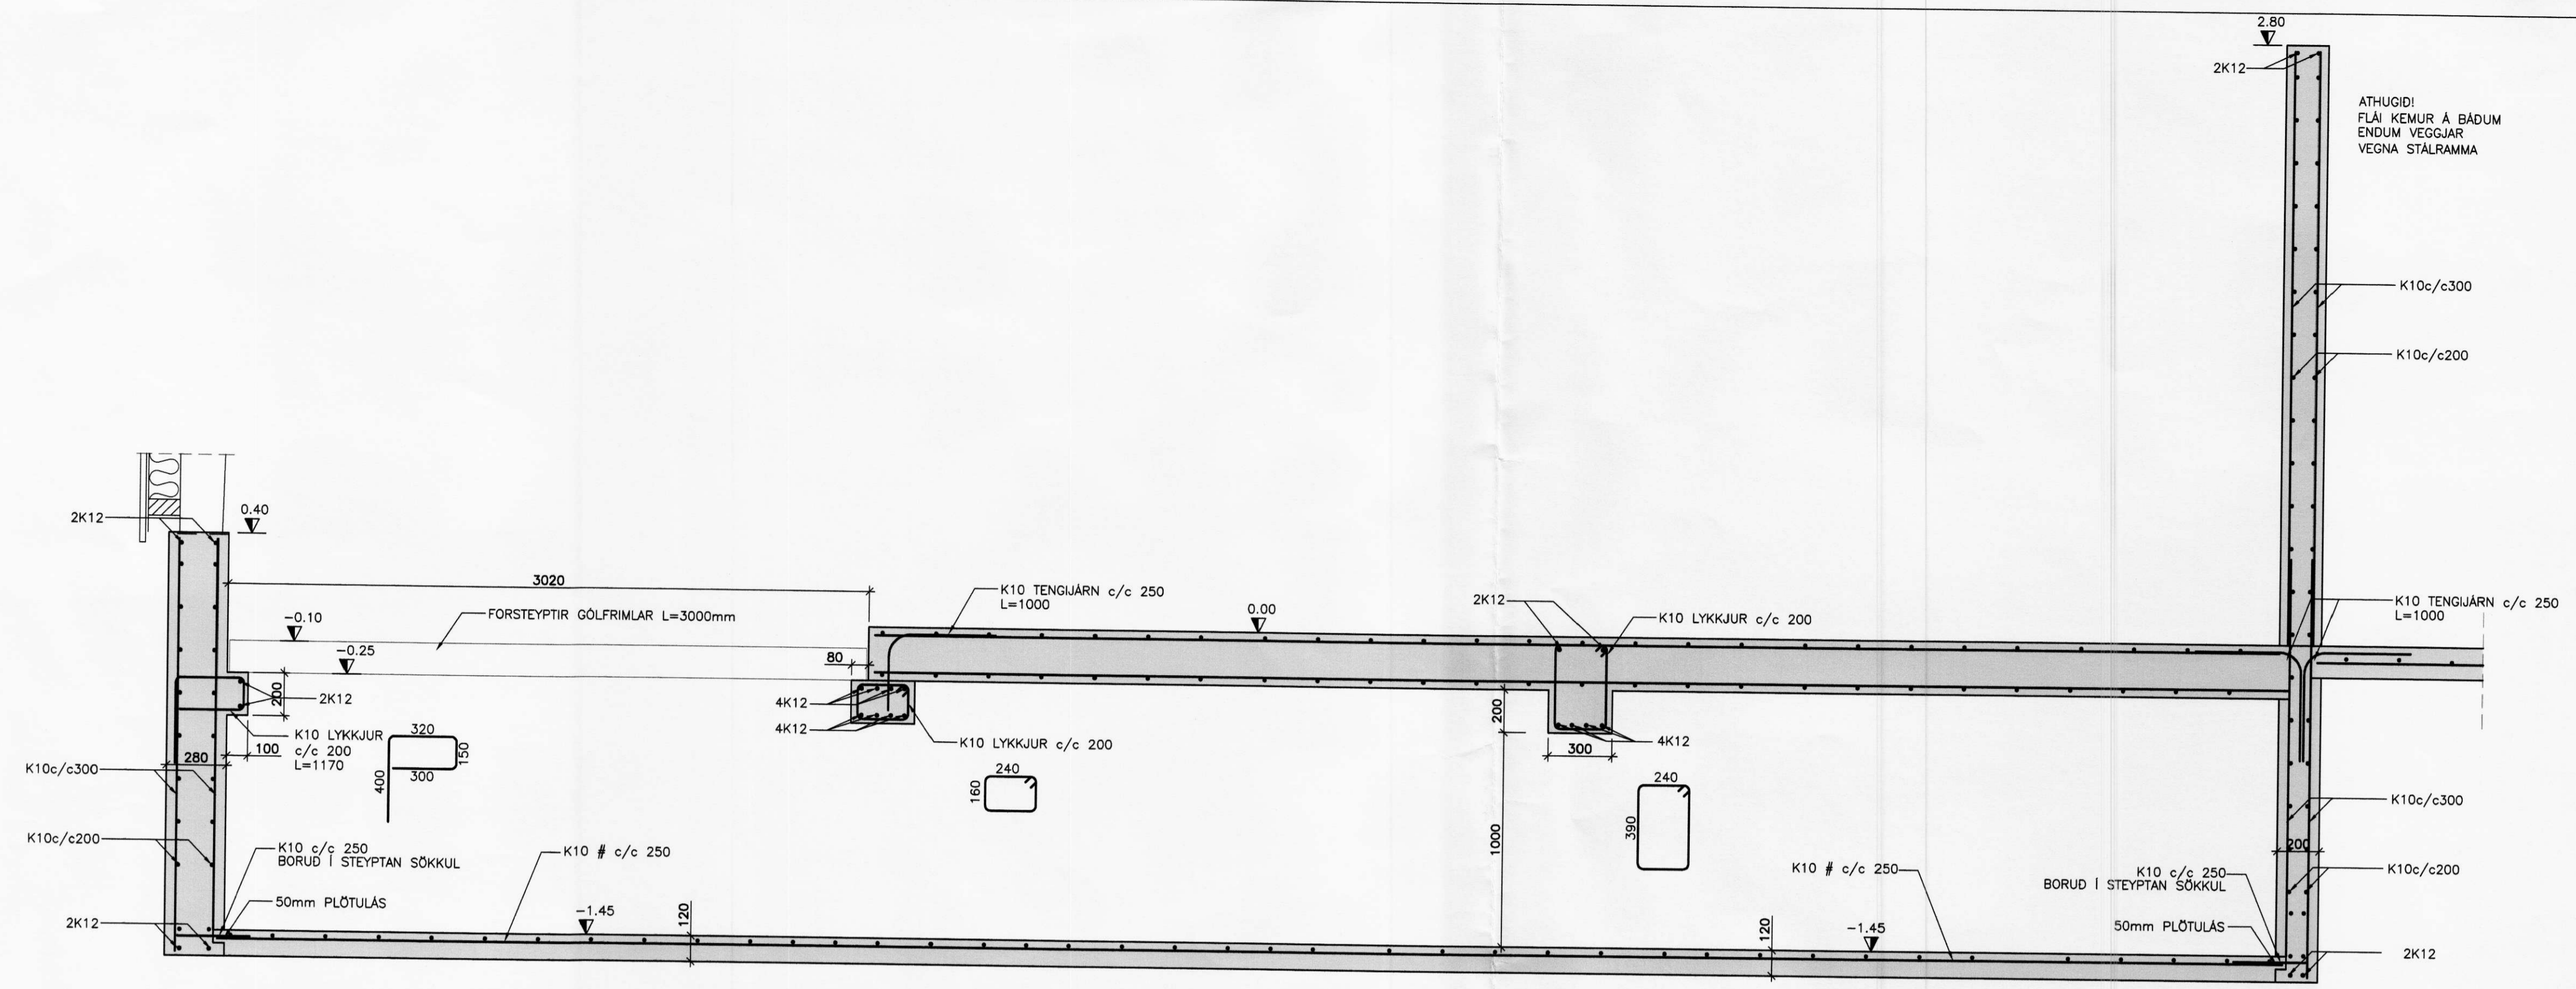 2.80
2K12
ATHUGIÐ!
FLÁI KEMUR Á BÁÐUM
ENDUM VEGGJAR
VEGNA STÁLRAMMA
K10c/c300
K10c/c200
2K12
0.40
3020
-0.10
FORSTEYPTIR GÓLFRIMLAR L=3000mm
-0.25
200
2K12
K10 LYKKJUR
c/c 200
L=1170
100
280
K10c/c300
320
150
300
400
K10c/c200
K10 c/c 250
BORUÐ Í STEYPTAN SÖKKUL
50mm PLÖTULÁS
2K12
K10 # c/c 250
-1.45
120
K10 TENGIJÁRN c/c 250
L=1000
80
4K12
4K12
K10 LYKKJUR c/c 200
240
160
0.00
2K12
K10 LYKKJUR c/c 200
200
4K12
300
240
390
1000
K10 # c/c 250
120
-1.45
K10 TENGIJÁRN c/c 250
L=1000
K10c/c300
200
K10c/c200
K10 c/c 250
BORUÐ Í STEYPTAN SÖKKUL
50mm PLÖTULÁS
2K12